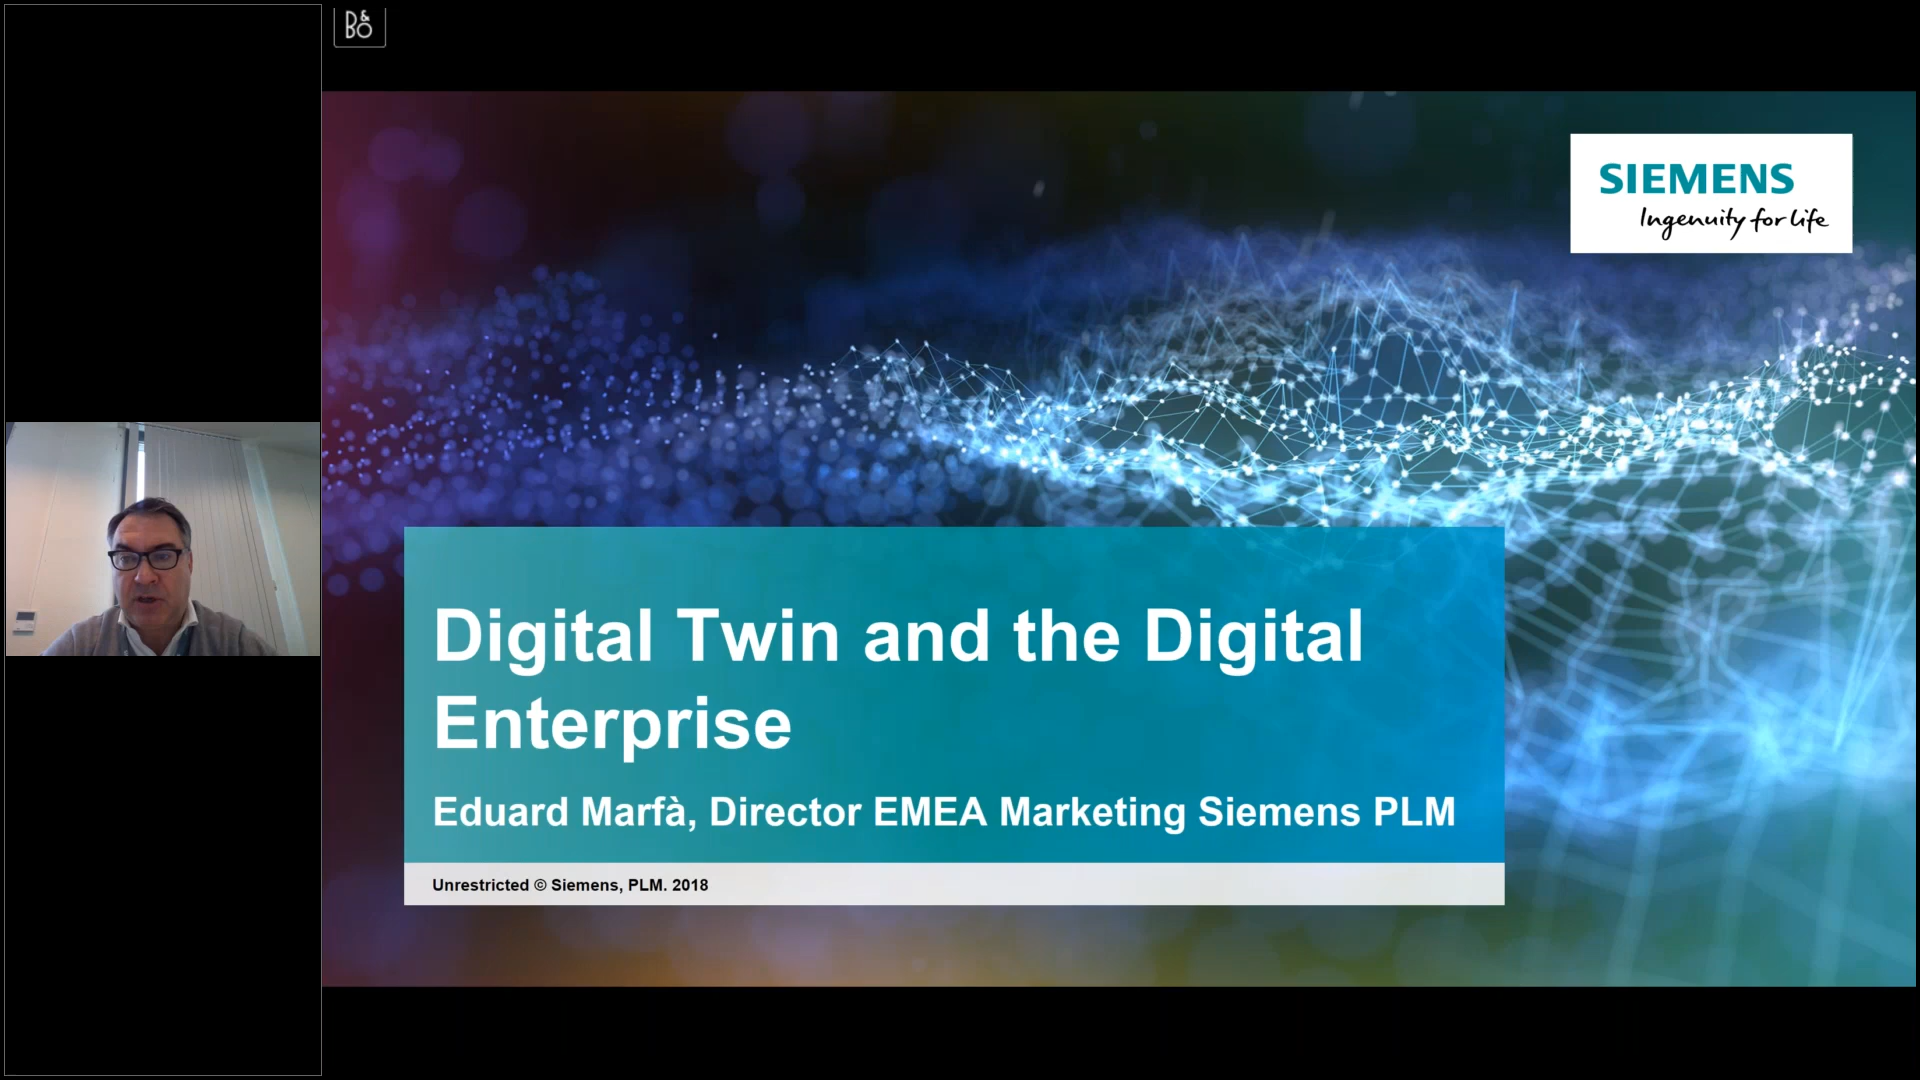 B&O
SIEMENS
Ingenuity for life
Digital Twin and the Digital
Enterprise
Eduard Marfà, Director EMEA Marketing Siemens PLM
Unrestricted © Siemens, PLM. 2018